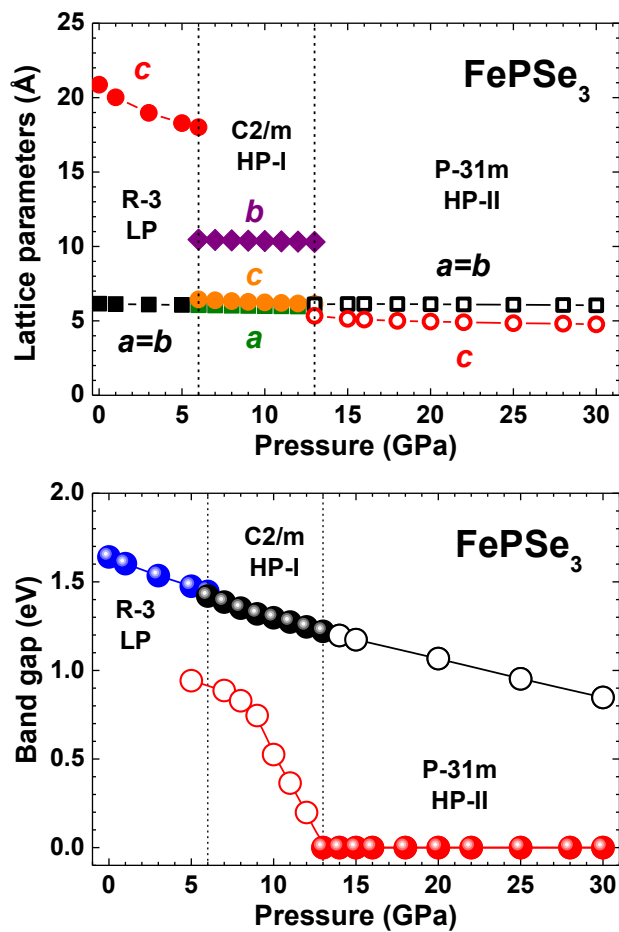 25
20
15
10
5
0
Lattice parameters (Å)
c
FePSe3
C2/m
HP-I
P-31m
HP-II
R-3
LP
b
c
a=b
a=b
a
c
0 5 10 15 20 25 30
Pressure (GPa)
2.0
1.5
1.0
0.5
0.0
Band gap (eV)
C2/m
HP-I
FePSe3
R-3
LP
P-31m
HP-II
0 5 10 15 20 25 30
Pressure (GPa)